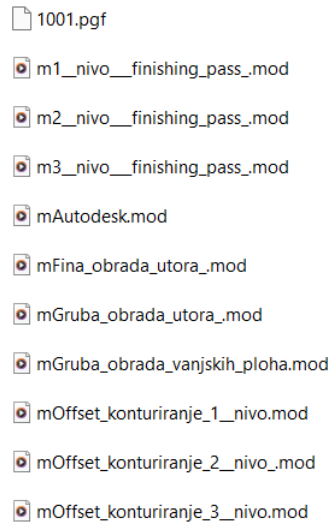 1001.pgf
m1__nivo___finishing_pass_.mod
m2__nivo___finishing_pass_.mod
m3__nivo___finishing_pass_.mod
mAutodesk.mod
mFina_obrada_utora_.mod
mGruba_obrada_utora_.mod
mGruba_obrada_vanjskih_ploha.mod
mOffset_konturiranje_1__nivo.mod
mOffset_konturiranje_2__nivo_.mod
mOffset_konturiranje_3__nivo.mod